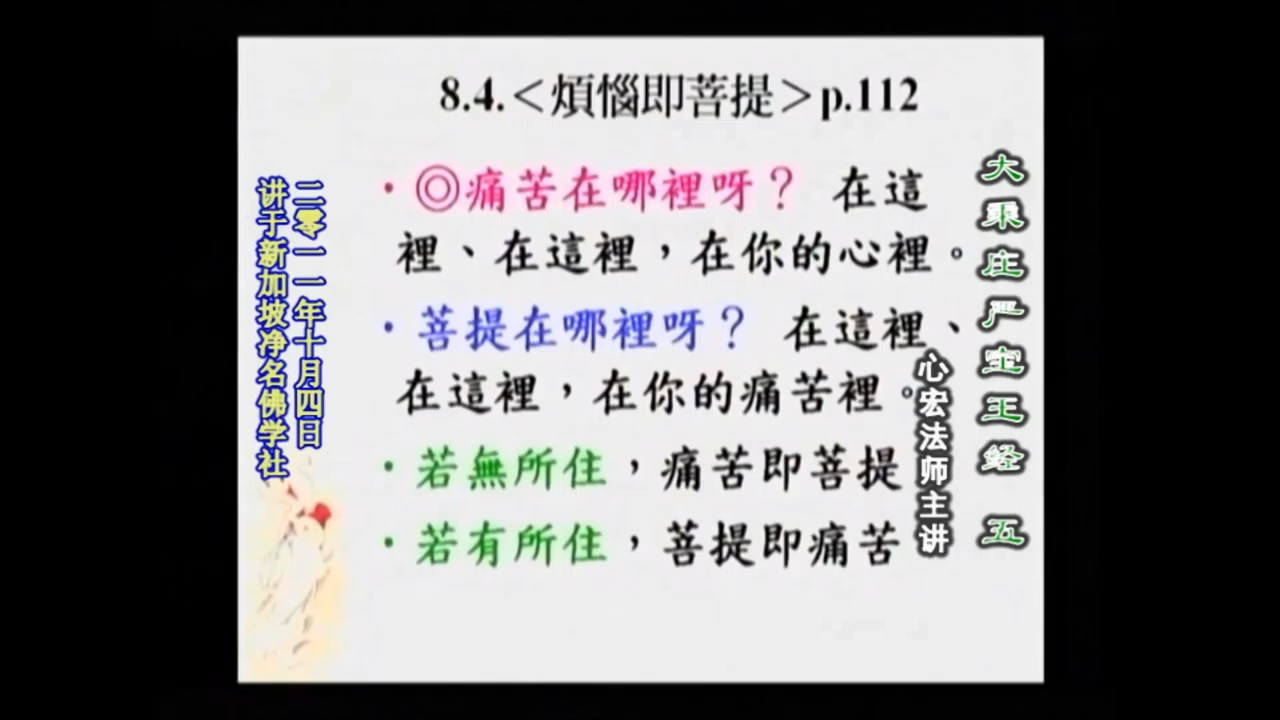 8.4.＜煩惱即菩提＞p.112
• ◎痛苦在哪裡呀？ 在這
裡、在這裡，在你的心裡。
• 菩提在哪裡呀？ 在這裡、
在這裡，在你的痛苦裡。
• 若無所住，痛苦即菩提
• 若有所住，菩提即痛苦
大乘庄严宝王经 五
心宏法师主讲
二零一一年十月四日
讲于新加坡净名佛学社